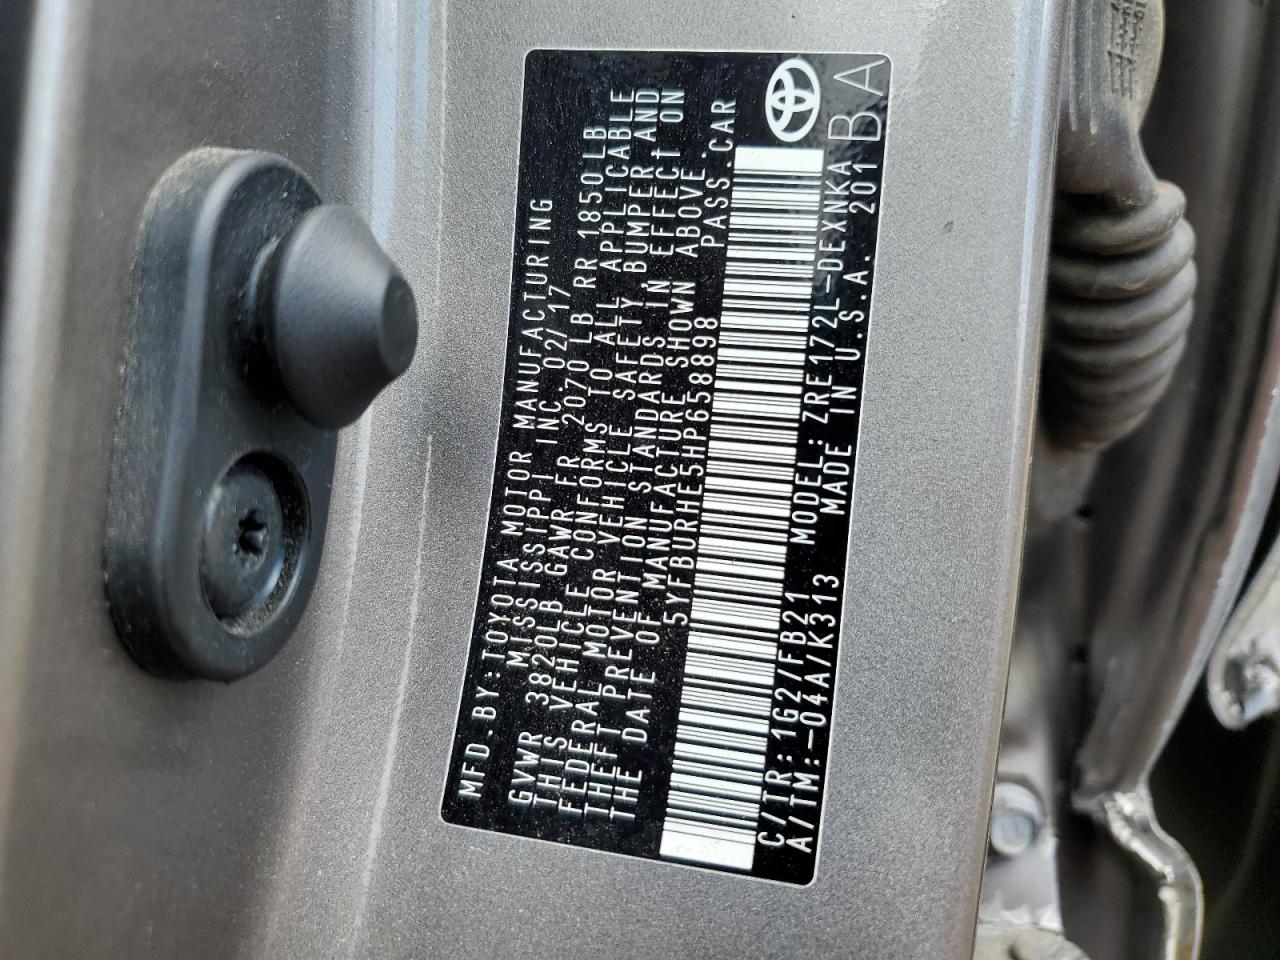 MFD.BY:TOYOTA MOTOR MANUFACTURING
MISSISSIPPI INC. 02/17
GVWR 3820LB GAWR FR 2070 LB RR 1850LB
THIS VEHICLE CONFORMS TO ALL APPLICABLE
FEDERAL MOTOR VEHICLE SAFETY BUMPER AND
THEFT PREVENTION STANDARDS IN EFFECT ON
THE DATE OF MANUFACTURE SHOWN ABOVE.
5YFBURHE5HP658898 PASS.CAR
C/TR:1G2/FB21 MODEL:ZRE172L-DEXNKA
A/TM:-04A/K313 MADE IN U.S.A.201
B A